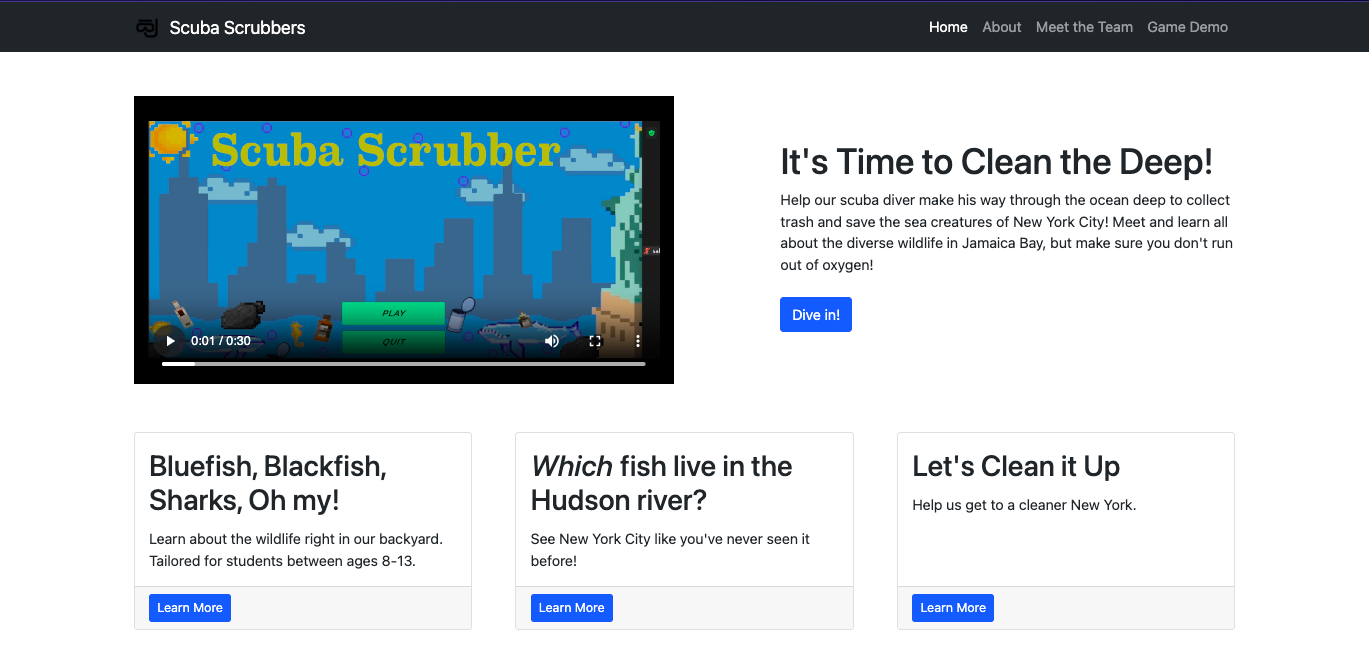 Scuba Scrubbers
Home About Meet the Team Game Demo
Scuba Scrubber
PLAY
QUIT
0:01 / 0:30
It's Time to Clean the Deep!
Help our scuba diver make his way through the ocean deep to collect
trash and save the sea creatures of New York City! Meet and learn all
about the diverse wildlife in Jamaica Bay, but make sure you don't run
out of oxygen!
Dive in!
Bluefish, Blackfish,
Sharks, Oh my!
Learn about the wildlife right in our backyard.
Tailored for students between ages 8-13.
Learn More
Which fish live in the
Hudson river?
See New York City like you've never seen it
before!
Learn More
Let's Clean it Up
Help us get to a cleaner New York.
Learn More